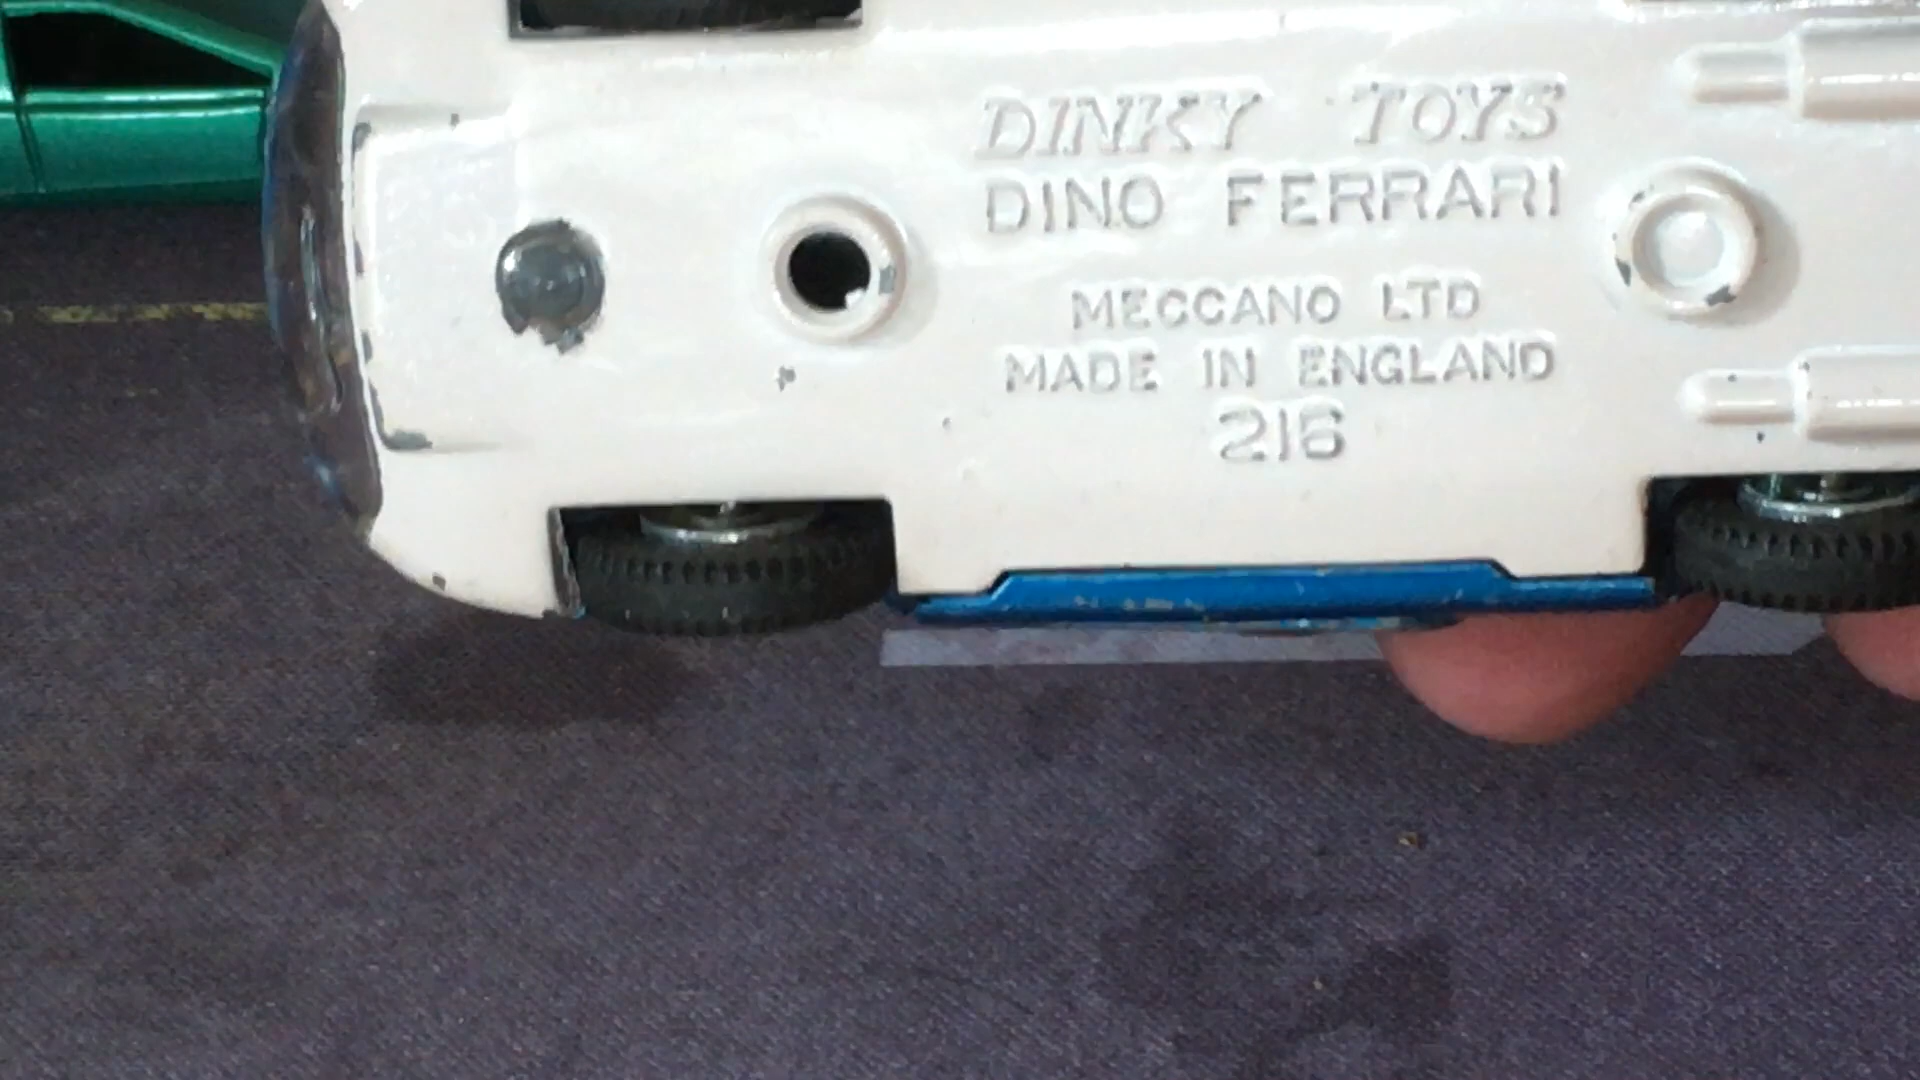 DINKY TOYS
DINO FERRARI
MECCANO LTD
MADE IN ENGLAND
216